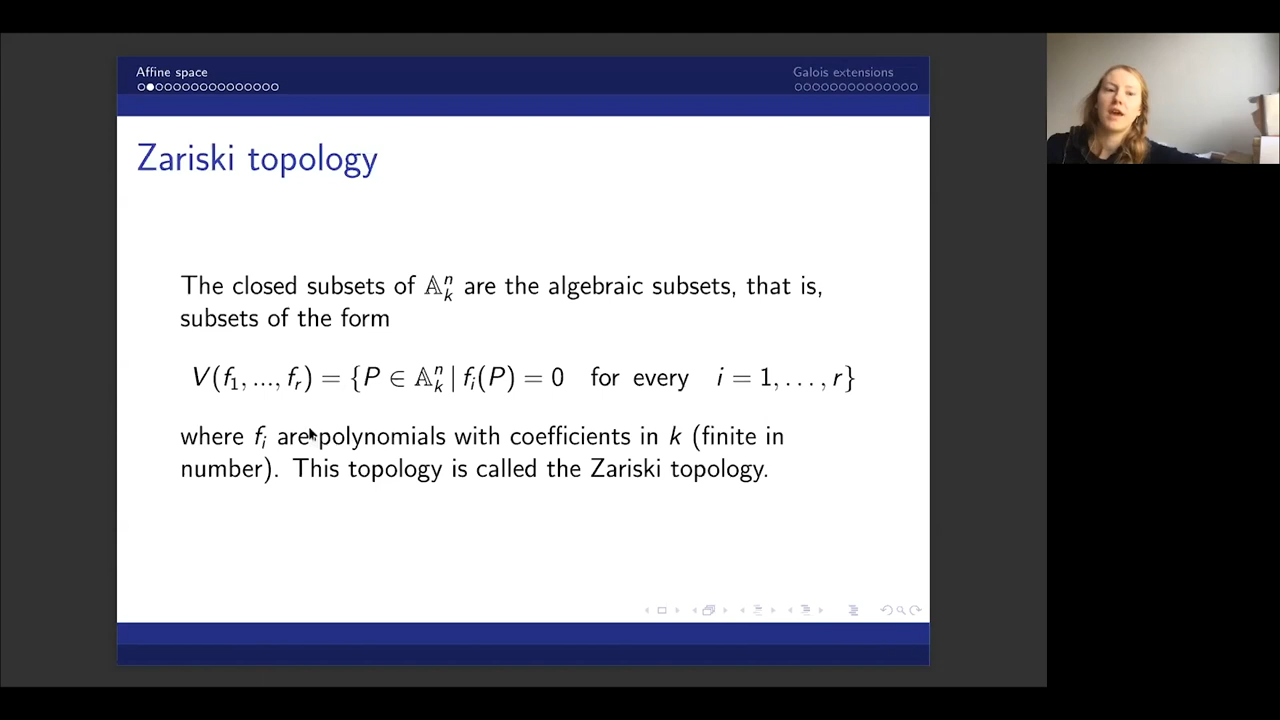 Affine space
Galois extensions
Zariski topology
The closed subsets of 𝔸ⁿₖ are the algebraic subsets, that is,
subsets of the form
V(f₁, ..., fᵣ) = {P ∈ 𝔸ⁿₖ | fᵢ(P) = 0 for every i = 1, . . . , r}
where fᵢ are polynomials with coefficients in k (finite in
number). This topology is called the Zariski topology.